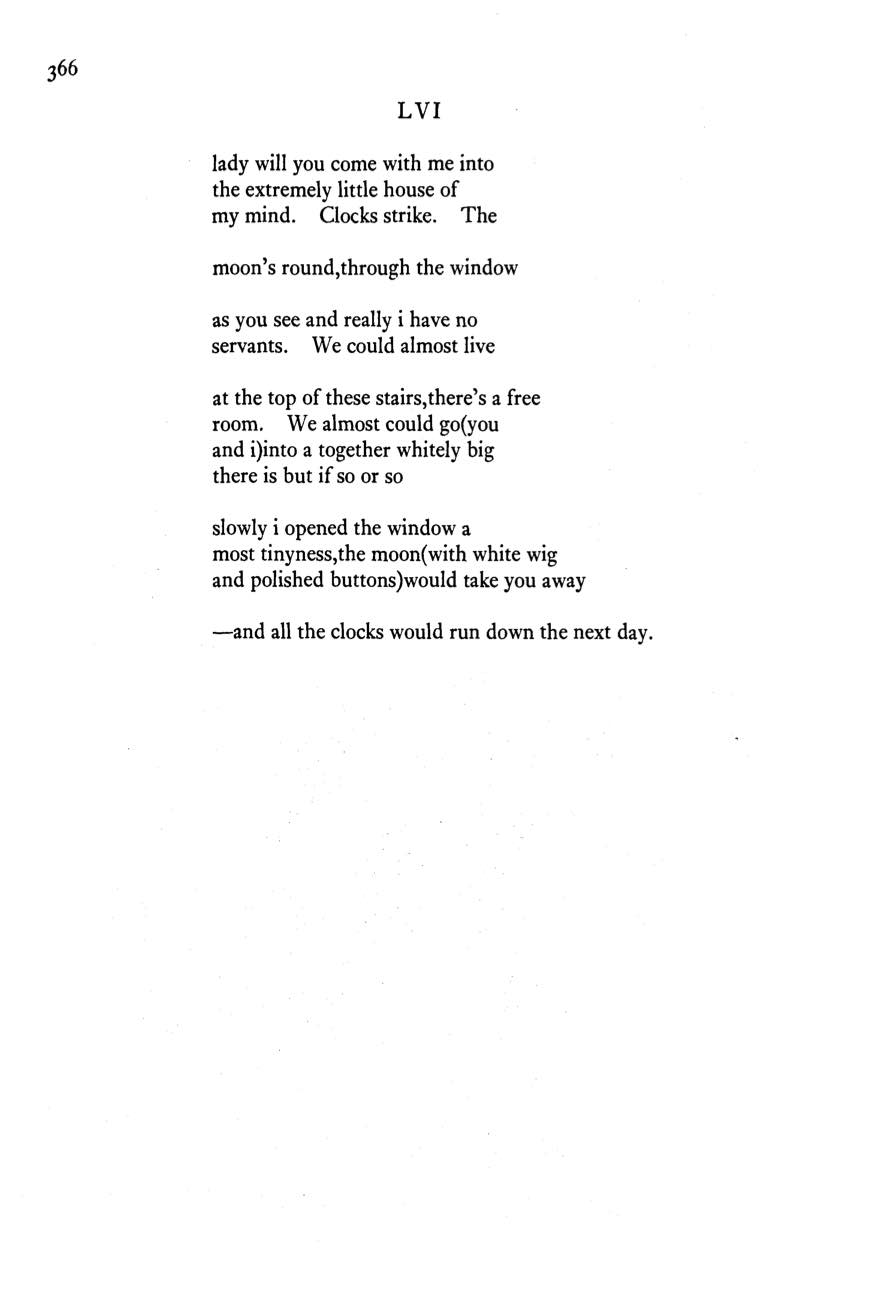 366
LVI
lady will you come with me into
the extremely little house of
my mind. Clocks strike. The
moon's round,through the window
as you see and really i have no
servants. We could almost live
at the top of these stairs,there's a free
room. We almost could go(you
and i)into a together whitely big
there is but if so or so
slowly i opened the window a
most tinyness,the moon(with white wig
and polished buttons)would take you away
—and all the clocks would run down the next day.